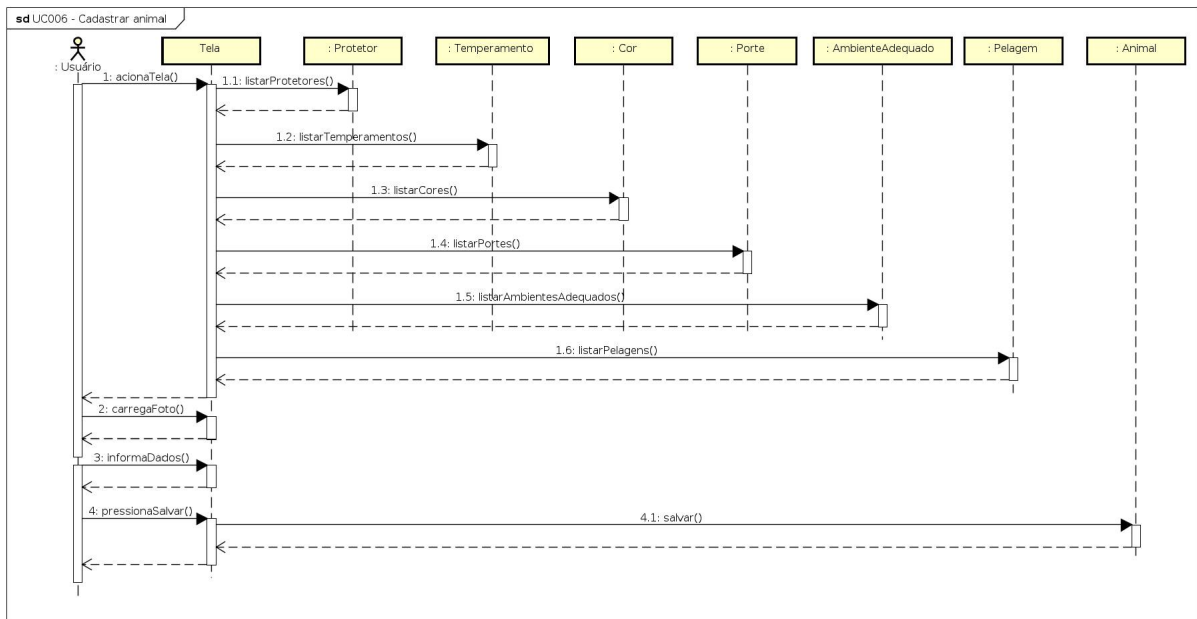 sd UC006 - Cadastrar animal
: Usuário
Tela
: Protetor
: Temperamento
: Cor
: Porte
: AmbienteAdequado
: Pelagem
: Animal
1: acionaTela()
1.1: listarProtetores()
1.2: listarTemperamentos()
1.3: listarCores()
1.4: listarPortes()
1.5: listarAmbientesAdequados()
1.6: listarPelagens()
2: carregaFoto()
3: informaDados()
4: pressionaSalvar()
4.1: salvar()